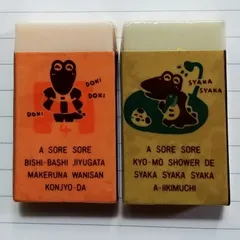 DOKI
DOKI
DOKI
A SORE SORE
BISHI-BASHI JIYUGATA
MAKERUNA WANISAN
KONJYO-DA
SYAKA
SYAKA
A SORE SORE
KYO-MO SHOWER DE
SYAKA SYAKA SYAKA
A-IIKIMUCHI